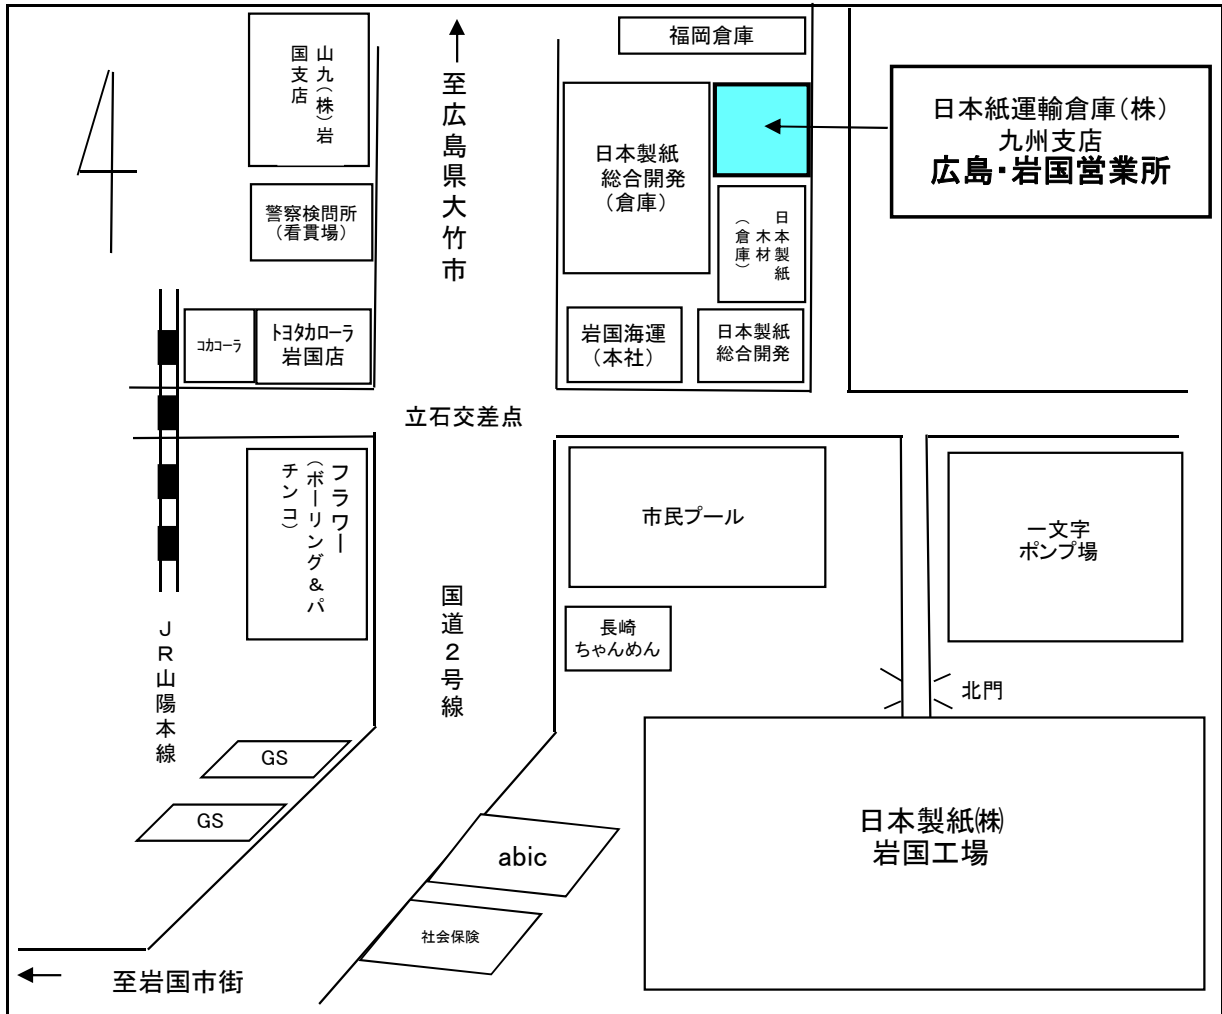 福岡倉庫
山九(株)岩
国支店
至広島県大竹市
日本製紙
総合開発
(倉庫)
日本紙運輸倉庫(株)
九州支店
広島・岩国営業所
警察検問所
(看貫場)
日本製紙
木材
(倉庫)
コカコーラ
トヨタカローラ
岩国店
岩国海運
(本社)
日本製紙
総合開発
立石交差点
フラワー
(ボーリング&パ
チンコ)
市民プール
一文字
ポンプ場
国道2号線
長崎
ちゃんめん
JR山陽本線
北門
GS
GS
abic
日本製紙㈱
岩国工場
社会保険
至岩国市街